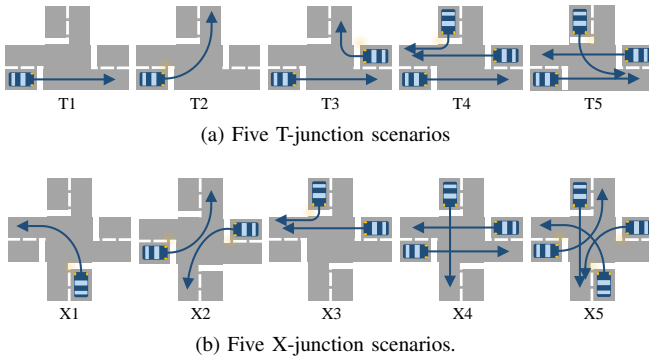 T1 T2 T3 T4 T5
(a) Five T-junction scenarios
X1 X2 X3 X4 X5
(b) Five X-junction scenarios.